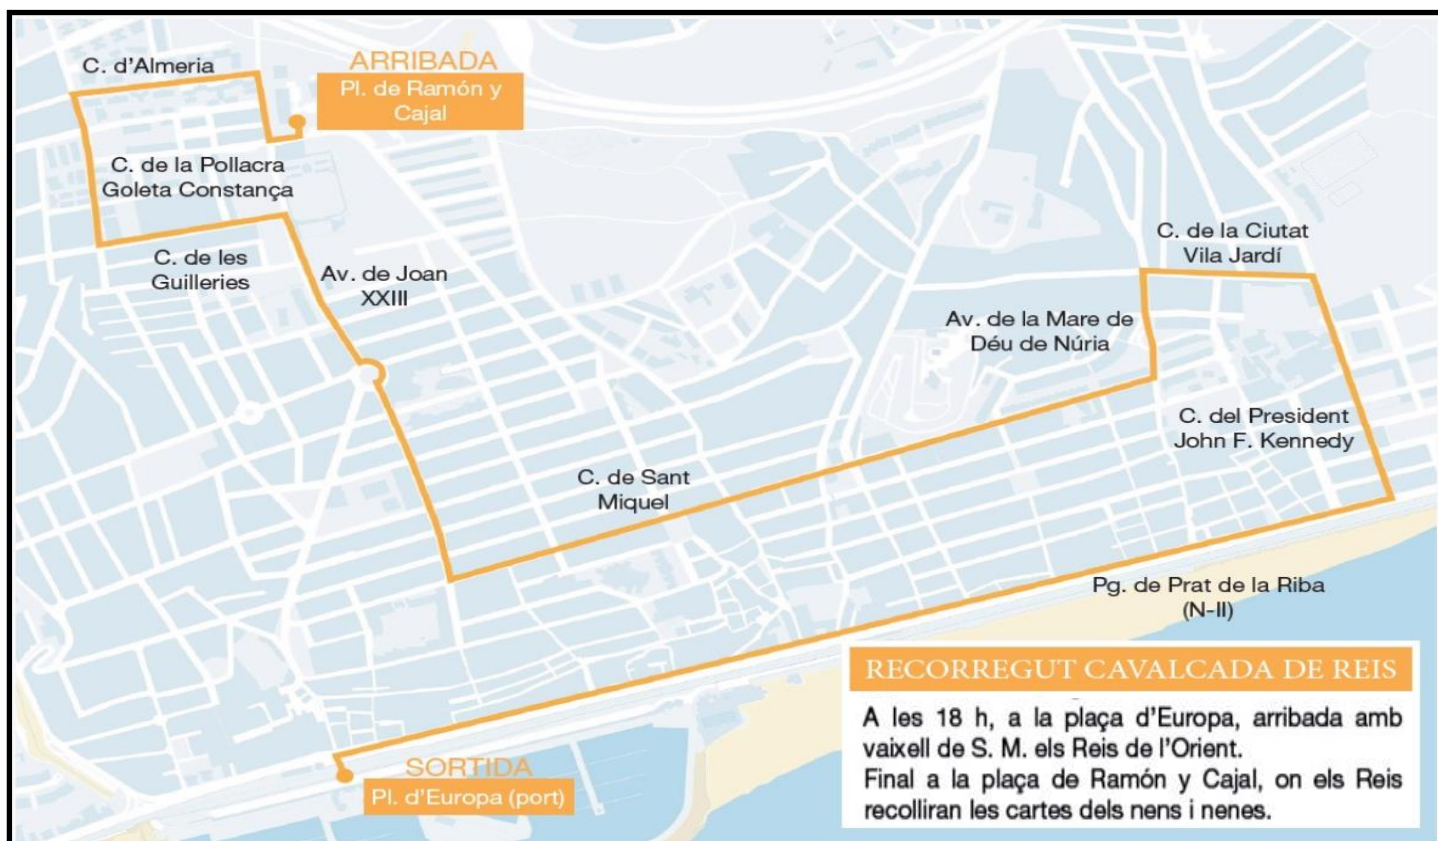 C. d'Almeria
ARRIBADA
Pl. de Ramón y
Cajal
C. de la Pollacra
Goleta Constança
C. de les
Guilleries
Av. de Joan
XXIII
C. de la Ciutat
Vila Jardí
Av. de la Mare de
Déu de Núria
C. del President
John F. Kennedy
C. de Sant
Miquel
Pg. de Prat de la Riba
(N-II)
SORTIDA
Pl. d'Europa (port)
RECORREGUT CAVALCADA DE REIS
A les 18 h, a la plaça d'Europa, arribada amb
vaixell de S. M. els Reis de l'Orient.
Final a la plaça de Ramón y Cajal, on els Reis
recolliran les cartes dels nens i nenes.